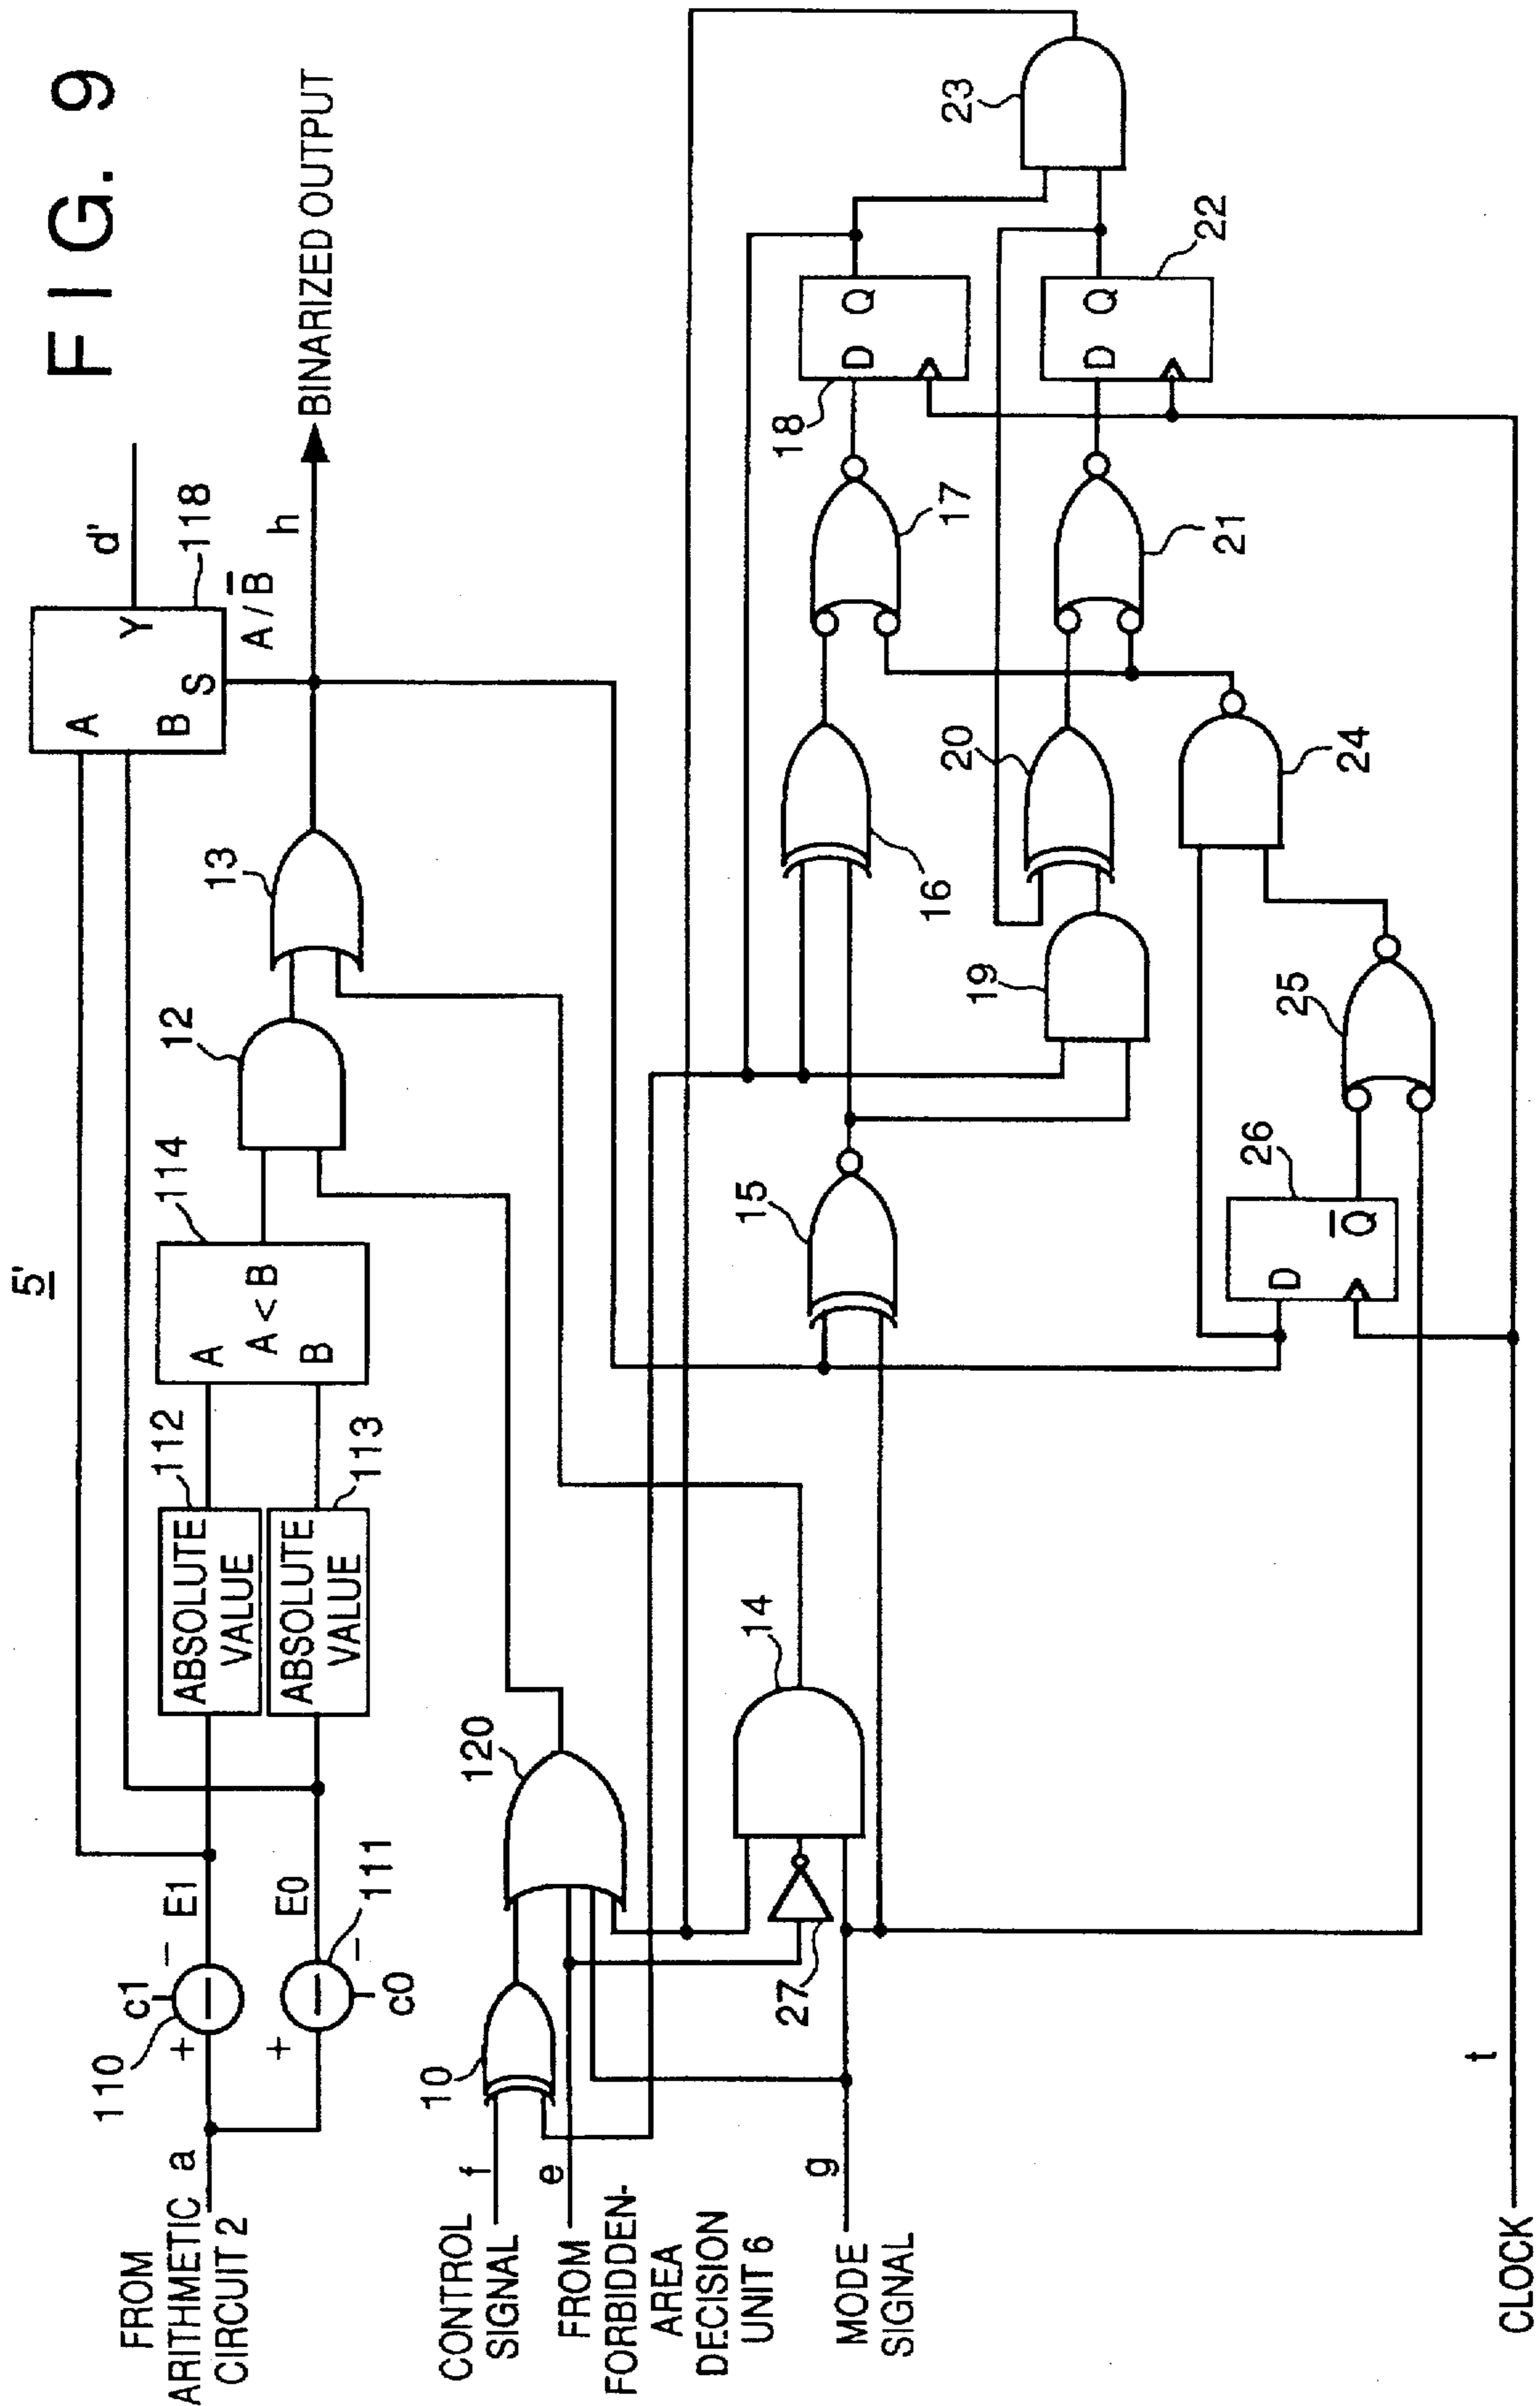 FIG. 9
5'
FROM
ARITHMETIC
CIRCUIT 2
a
110
+
c1
−
E1
+
c0
−
111
E0
ABSOLUTE
VALUE
112
ABSOLUTE
VALUE
113
A
A < B
B
114
12
13
A
B
Y
S
118
d'
A/B̅
h
BINARIZED OUTPUT
CONTROL
SIGNAL
f
10
FROM
FORBIDDEN-
AREA
DECISION
UNIT 6
e
120
MODE
SIGNAL
g
27
14
15
16
17
18
D
Q
19
20
21
22
D
Q
23
24
25
26
D
Q̅
CLOCK
t